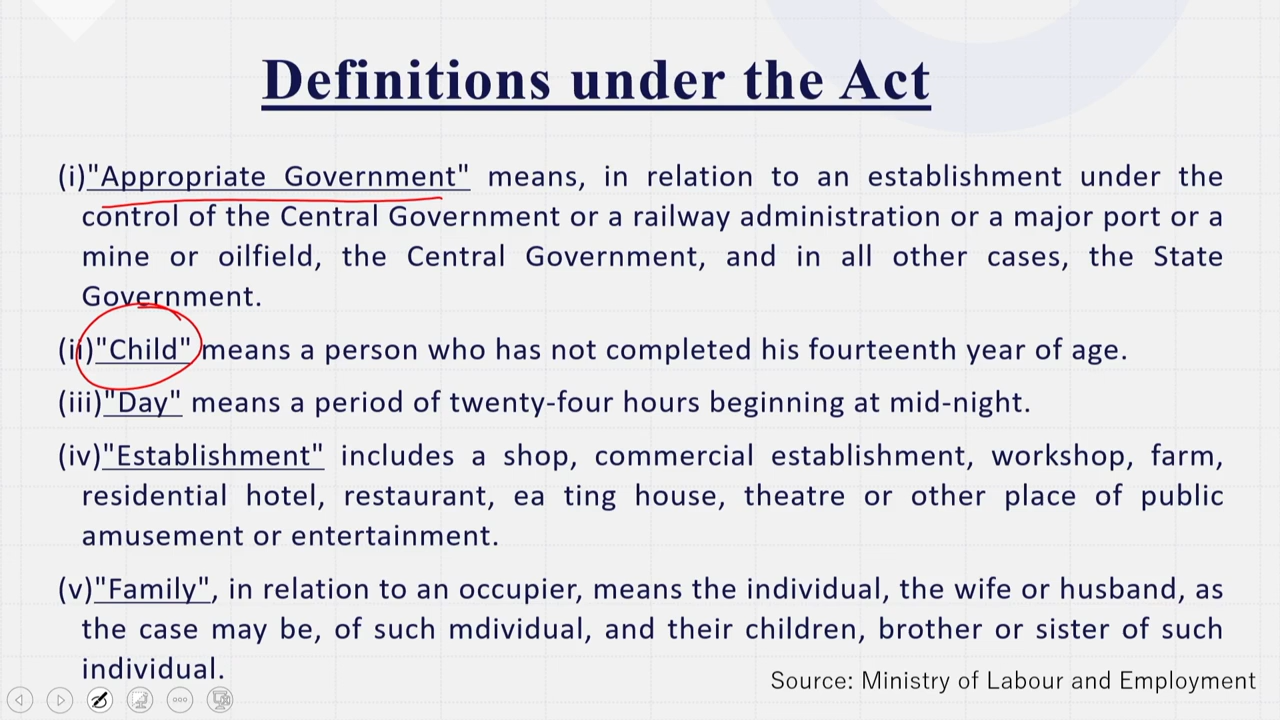 Definitions under the Act
(i)"Appropriate Government" means, in relation to an establishment under the
control of the Central Government or a railway administration or a major port or a
mine or oilfield, the Central Government, and in all other cases, the State
Government.
(ii)"Child" means a person who has not completed his fourteenth year of age.
(iii)"Day" means a period of twenty-four hours beginning at mid-night.
(iv)"Establishment" includes a shop, commercial establishment, workshop, farm,
residential hotel, restaurant, ea ting house, theatre or other place of public
amusement or entertainment.
(v)"Family", in relation to an occupier, means the individual, the wife or husband, as
the case may be, of such mdividual, and their children, brother or sister of such
individual.
Source: Ministry of Labour and Employment